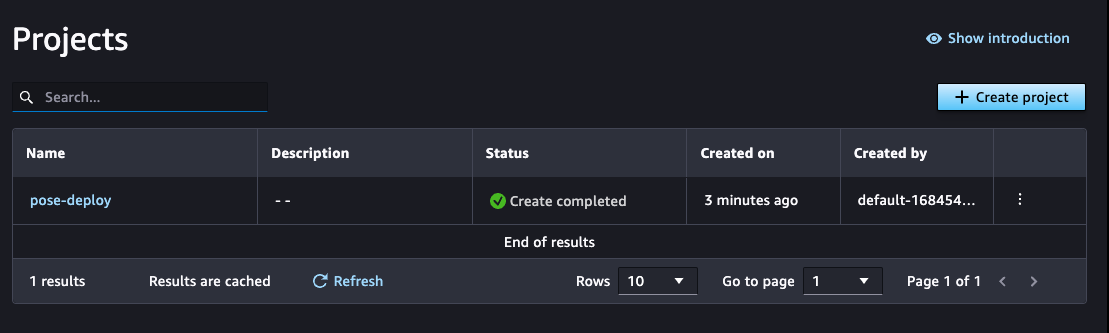 Projects
Show introduction
Search...
Create project
Name Description Status Created on Created by
pose-deploy -- Create completed 3 minutes ago default-168454...
End of results
1 results Results are cached Refresh Rows 10 Go to page 1 Page 1 of 1